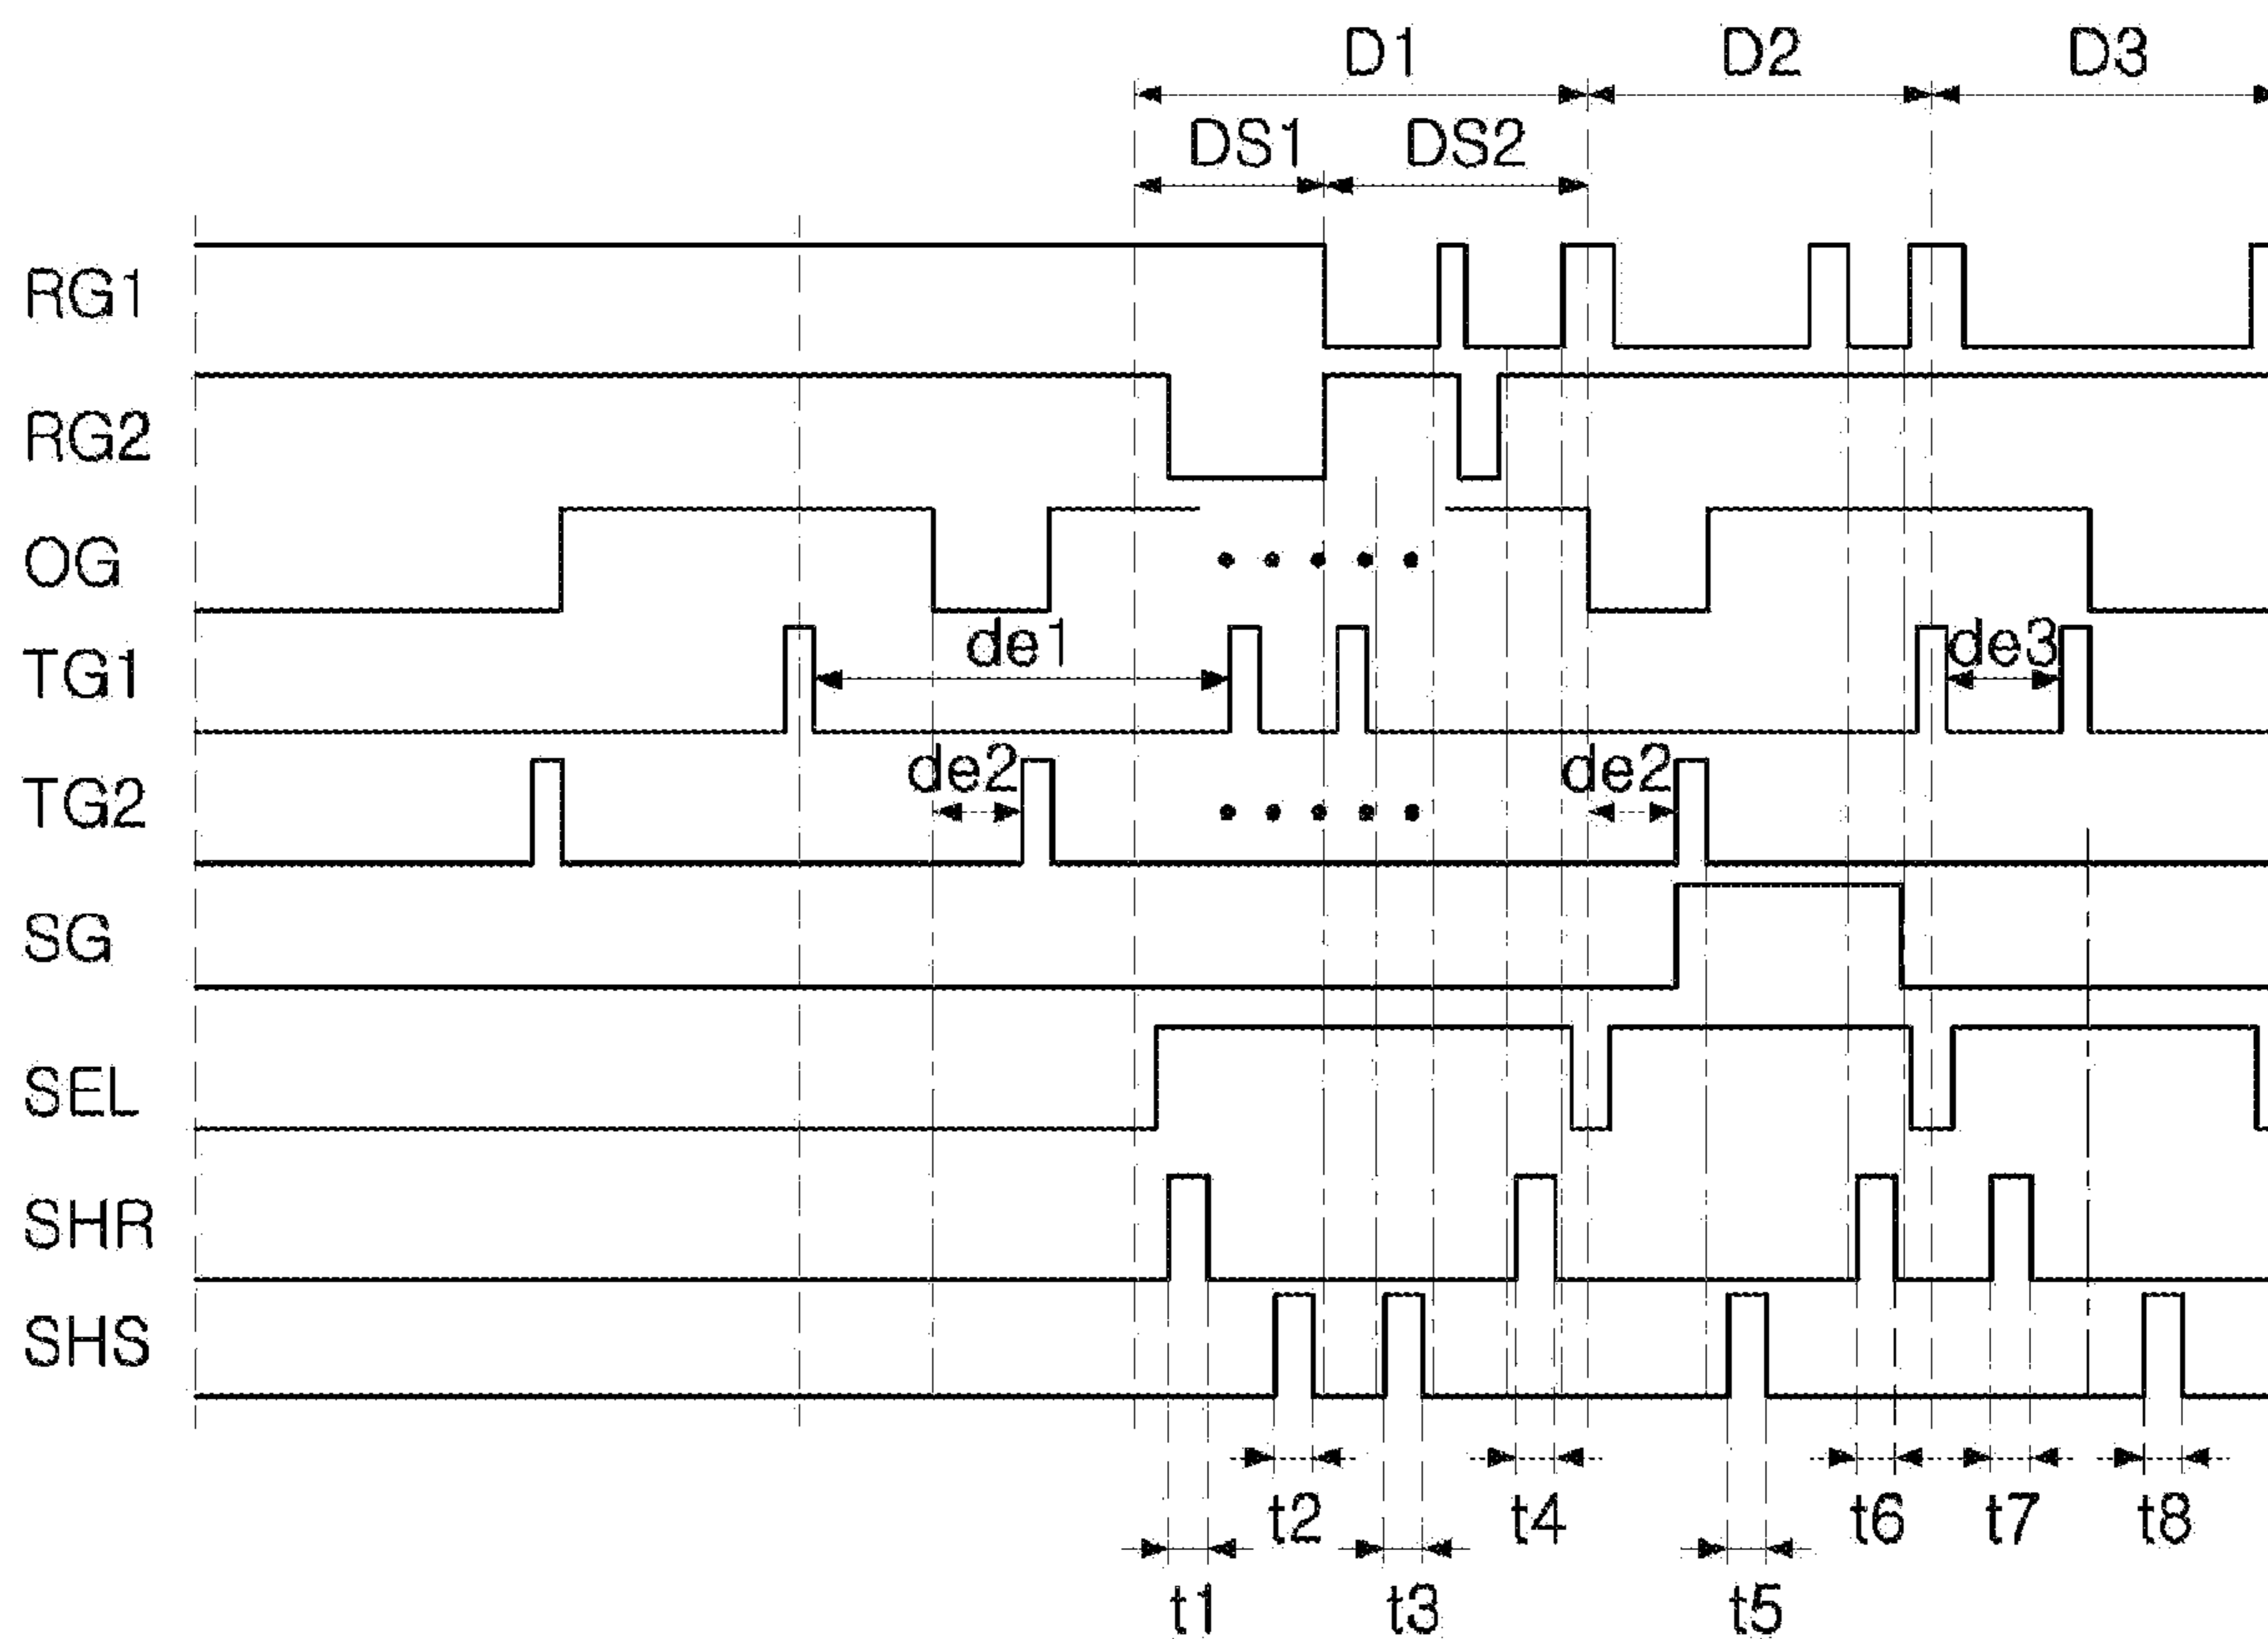 D1 D2 D3
DS1 DS2
RG1
RG2
OG
TG1 de1 de3
TG2 de2 de2
SG
SEL
SHR
SHS
t2 t4 t6 t7 t8
t1 t3 t5